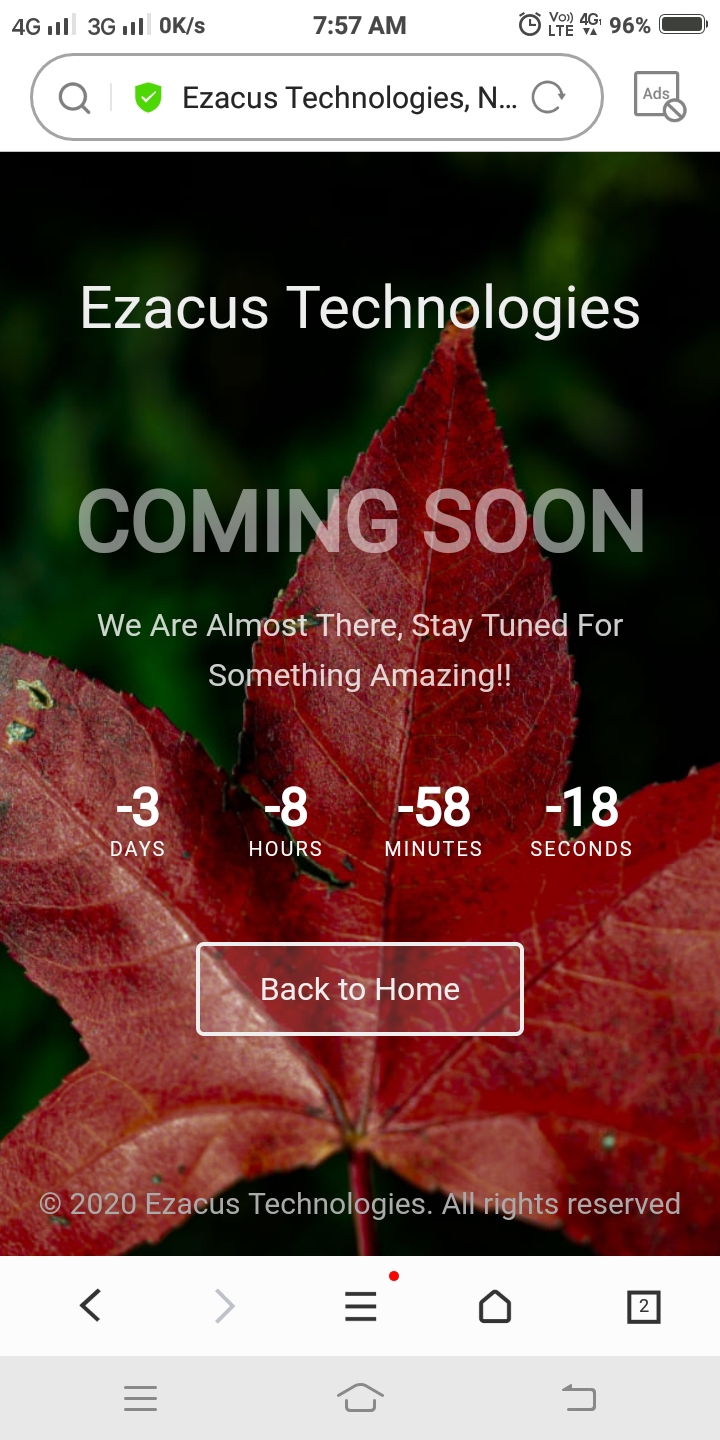 4G 3G 0K/s 7:57 AM Vo)) LTE 4G 96%
Ezacus Technologies, N... Ads
Ezacus Technologies
COMING SOON
We Are Almost There, Stay Tuned For
Something Amazing!!
-3 -8 -58 -18
DAYS HOURS MINUTES SECONDS
Back to Home
© 2020 Ezacus Technologies. All rights reserved
2